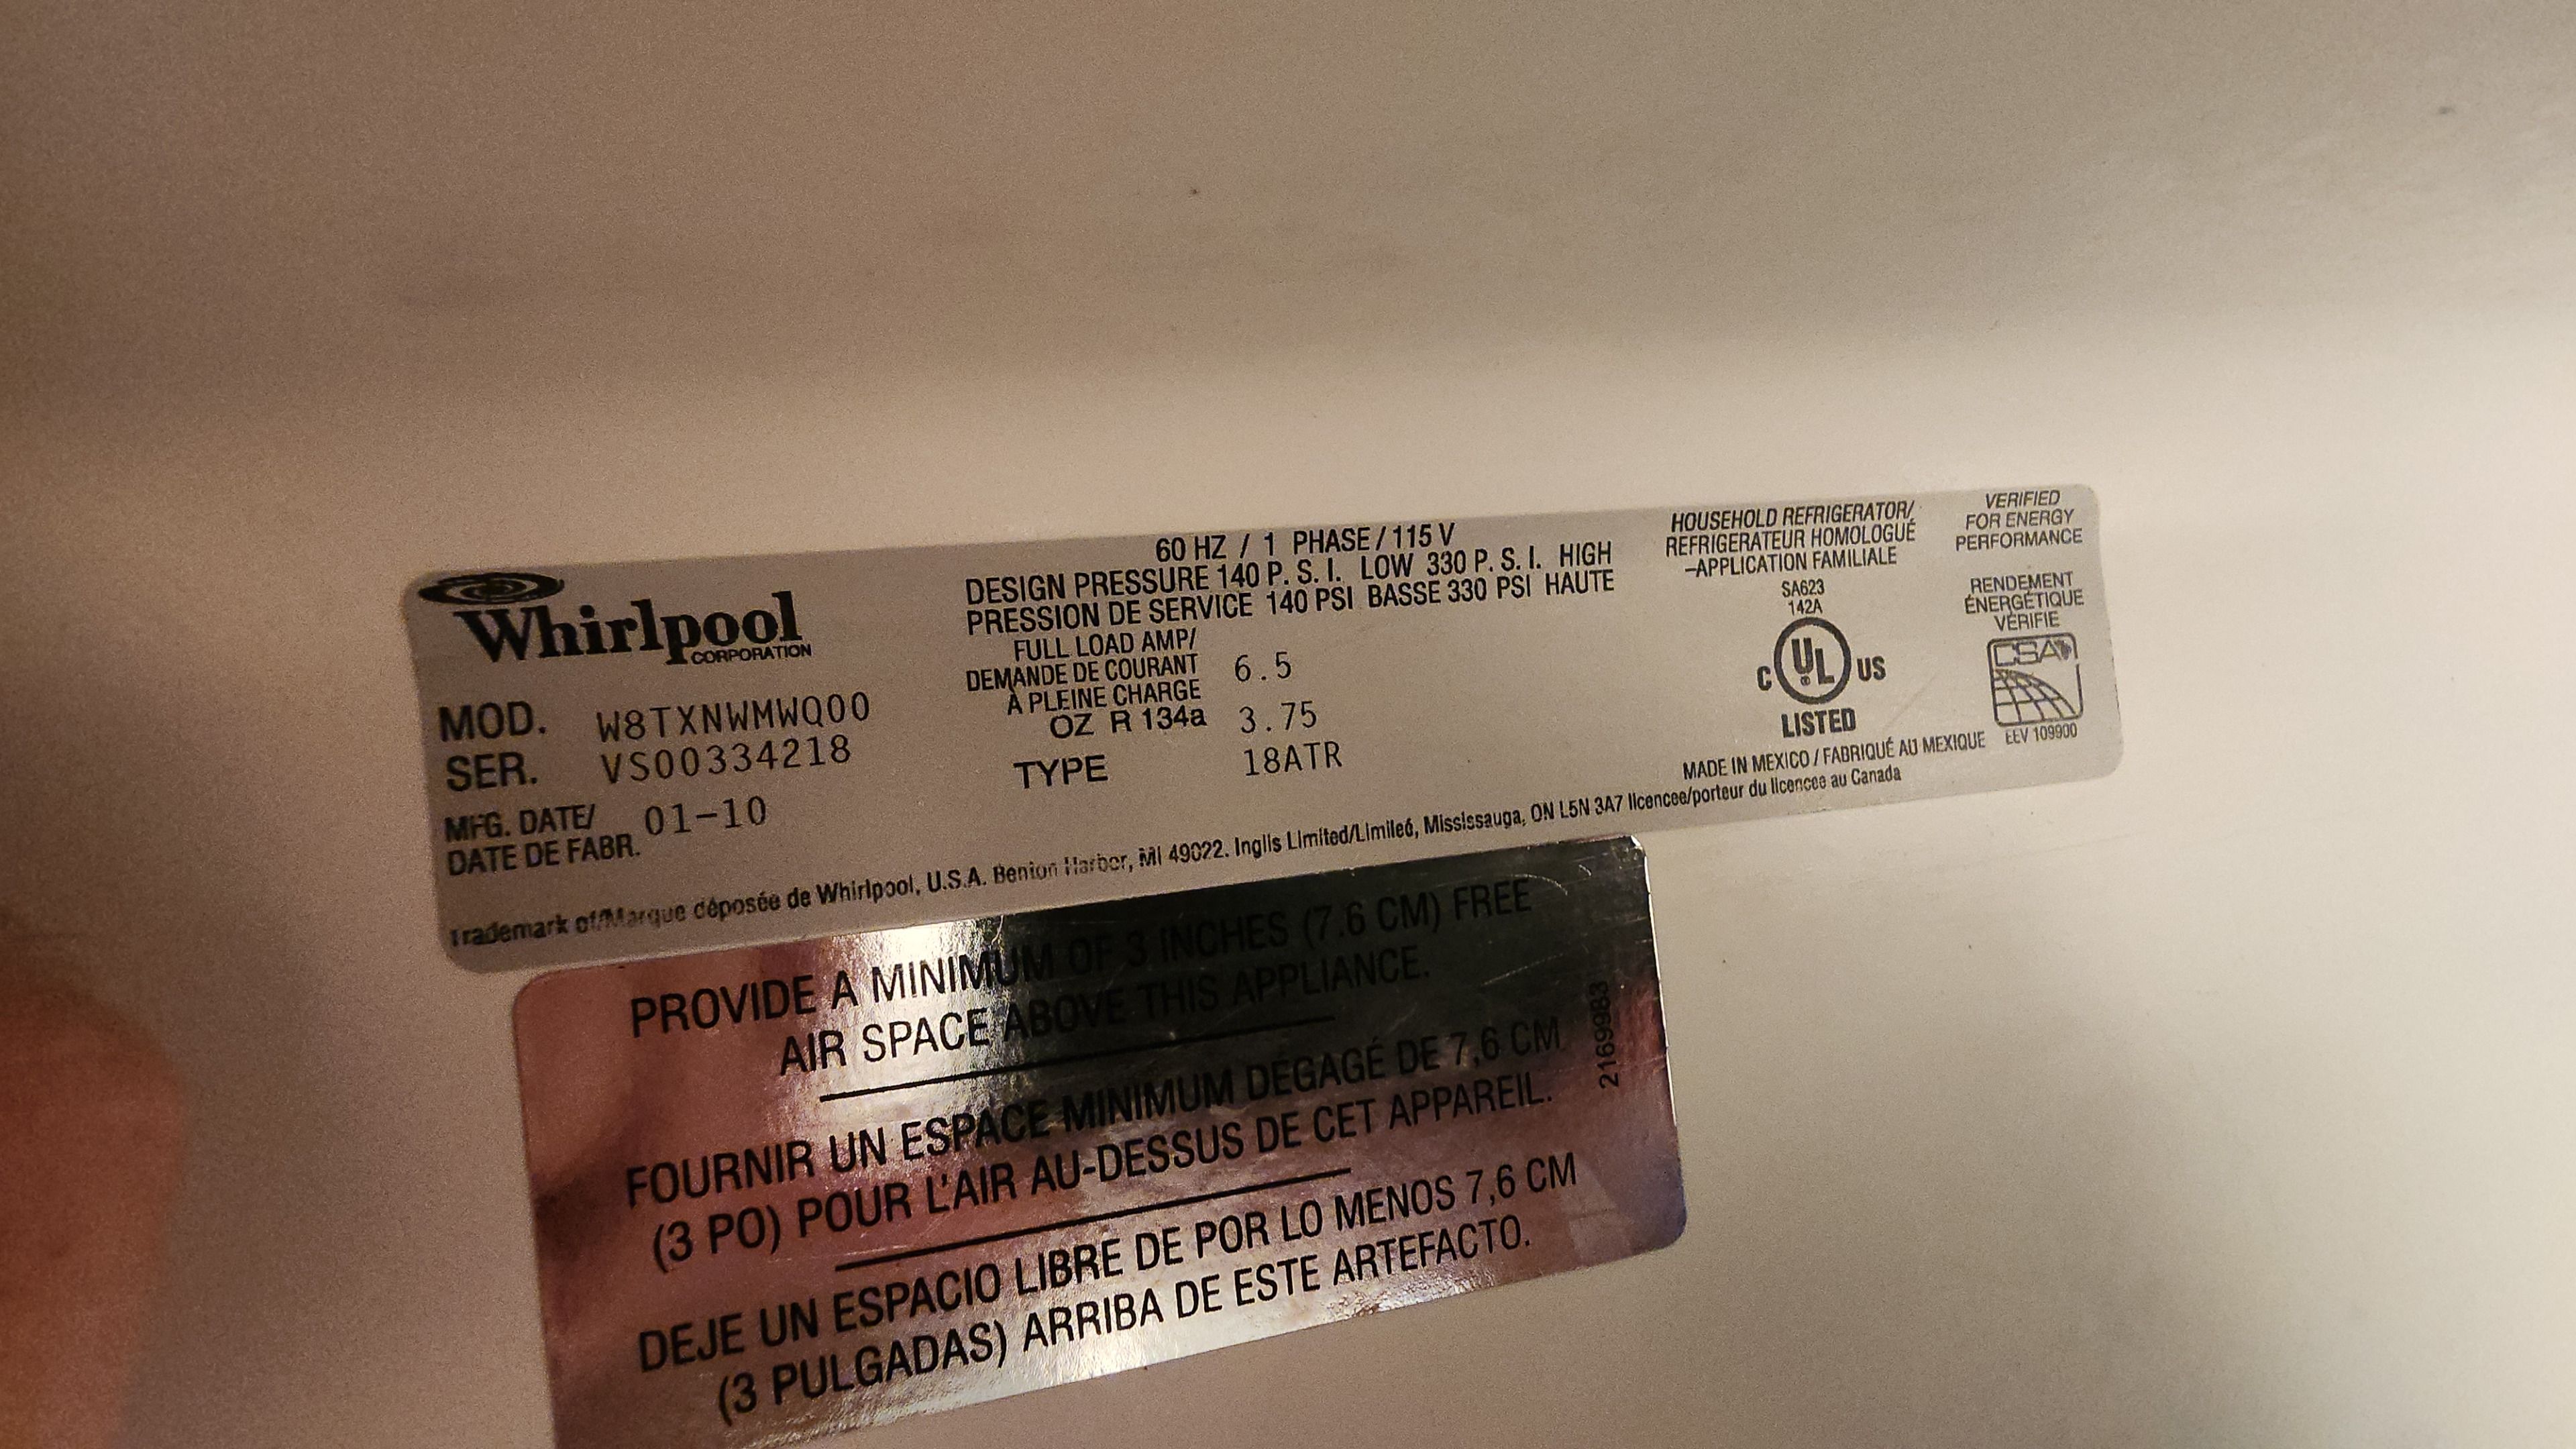 Whirlpool
CORPORATION
MOD. W8TXNWMWQ00
SER. VS00334218
MFG. DATE/ 01-10
DATE DE FABR.
60 HZ / 1 PHASE / 115 V
DESIGN PRESSURE 140 P. S. I. LOW 330 P. S. I. HIGH
PRESSION DE SERVICE 140 PSI BASSE 330 PSI HAUTE
FULL LOAD AMP/
DEMANDE DE COURANT 6.5
À PLEINE CHARGE
OZ R 134a 3.75
TYPE 18ATR
HOUSEHOLD REFRIGERATOR/
REFRIGERATEUR HOMOLOGUÉ
-APPLICATION FAMILIALE
SA623
142A
C UL US
LISTED
VERIFIED
FOR ENERGY
PERFORMANCE
RENDEMENT
ÉNERGÉTIQUE
VÉRIFIE
CSA
EEV 109900
MADE IN MEXICO / FABRIQUÉ AU MEXIQUE
Trademark of/Marque déposée de Whirlpool, U.S.A. Benton Harbor, MI 49022. Inglis Limited/Limileé, Mississauga, ON L5N 3A7 licencee/porteur du licencee au Canada
PROVIDE A MINIMUM OF 3 INCHES (7.6 CM) FREE
AIR SPACE ABOVE THIS APPLIANCE.
FOURNIR UN ESPACE MINIMUM DÉGAGÉ DE 7,6 CM
(3 PO) POUR L'AIR AU-DESSUS DE CET APPAREIL.
DEJE UN ESPACIO LIBRE DE POR LO MENOS 7,6 CM
(3 PULGADAS) ARRIBA DE ESTE ARTEFACTO.
2169983